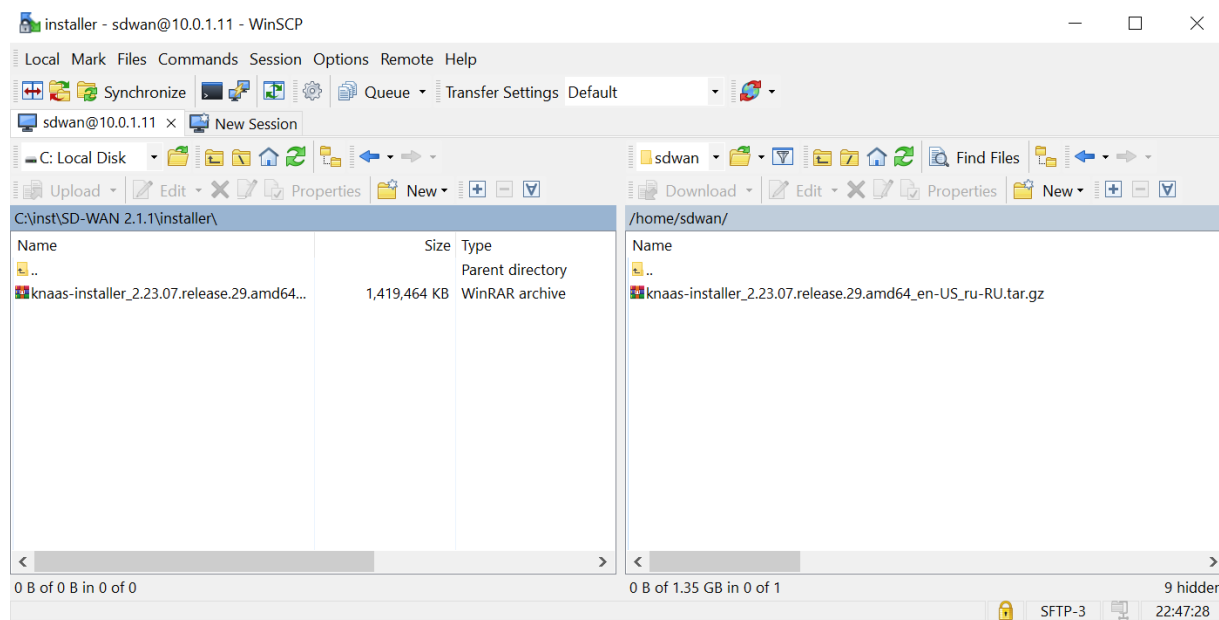 installer - sdwan@10.0.1.11 - WinSCP
Local Mark Files Commands Session Options Remote Help
Synchronize Queue Transfer Settings Default
sdwan@10.0.1.11 × New Session
C: Local Disk sdwan Find Files
Upload Edit Properties New Download Edit Properties New
C:\inst\SD-WAN 2.1.1\installer\ /home/sdwan/
Name Size Type Name
.. Parent directory ..
knaas-installer_2.23.07.release.29.amd64... 1,419,464 KB WinRAR archive knaas-installer_2.23.07.release.29.amd64_en-US_ru-RU.tar.gz
0 B of 0 B in 0 of 0 0 B of 1.35 GB in 0 of 1 9 hidden
SFTP-3 22:47:28